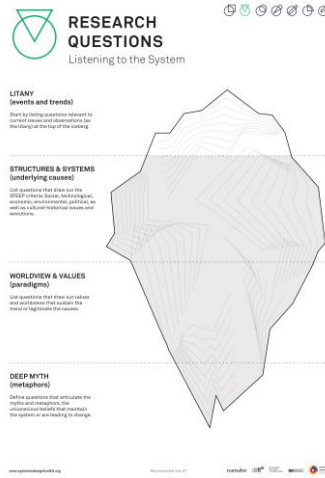 RESEARCH
QUESTIONS
Listening to the System
LITANY
(events and trends)
Start by listing questions relevant to
current issues and observations (as
the litany) at the top of the iceberg.
STRUCTURES & SYSTEMS
(underlying causes)
List questions that draw out the
STEEP criteria: Social, technological,
economic, environmental, political, as
well as cultural-historical issues and
evolutions.
WORLDVIEW & VALUES
(paradigms)
List questions that draw out values
and worldviews that sustain the
trend or legitimate the causes.
DEEP MYTH
(metaphors)
Define questions that articulate the
myths and metaphors, the
unconscious beliefs that maintain
the system or are leading to change.
www.systemicdesigntoolkit.org
namahn